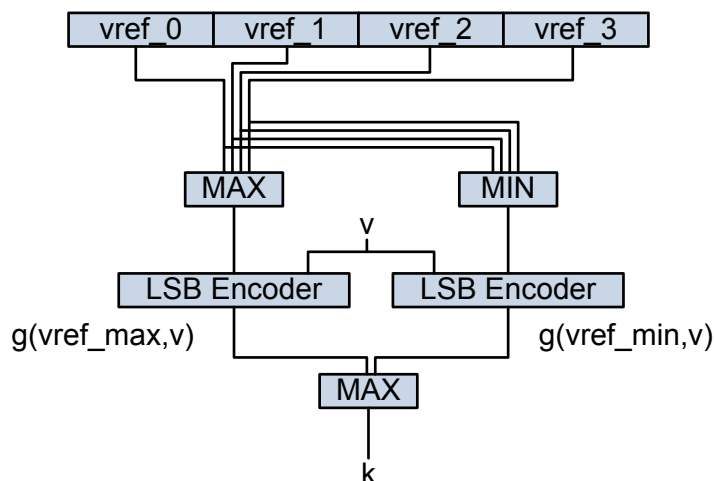 vref_0 vref_1 vref_2 vref_3
MAX MIN
v
LSB Encoder LSB Encoder
g(vref_max,v) g(vref_min,v)
MAX
k